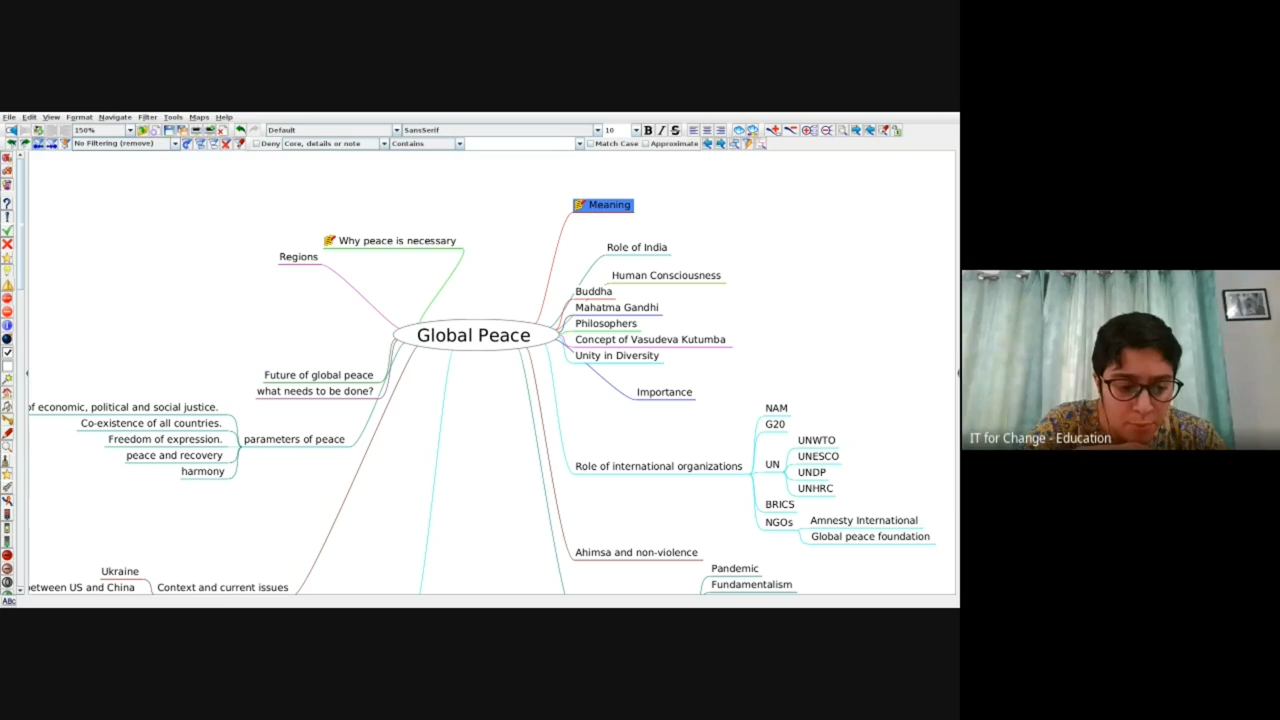 File Edit View Format Navigate Filter Tools Maps Help
150% Default SansSerif 10 B I S
No Filtering (remove) Deny Core, details or note Contains Match Case Approximate
Meaning
Why peace is necessary
Role of India
Regions
Human Consciousness
Buddha
Mahatma Gandhi
Philosophers
Global Peace
Concept of Vasudeva Kutumba
Unity in Diversity
Future of global peace
what needs to be done?
Importance
of economic, political and social justice.
Co-existence of all countries.
Freedom of expression.
parameters of peace
peace and recovery
harmony
NAM
G20
UNWTO
UNESCO
Role of international organizations
UN
UNDP
UNHRC
BRICS
NGOs
Amnesty International
Global peace foundation
Ahimsa and non-violence
Pandemic
Fundamentalism
Ukraine
between US and China
Context and current issues
ABC
IT for Change - Education